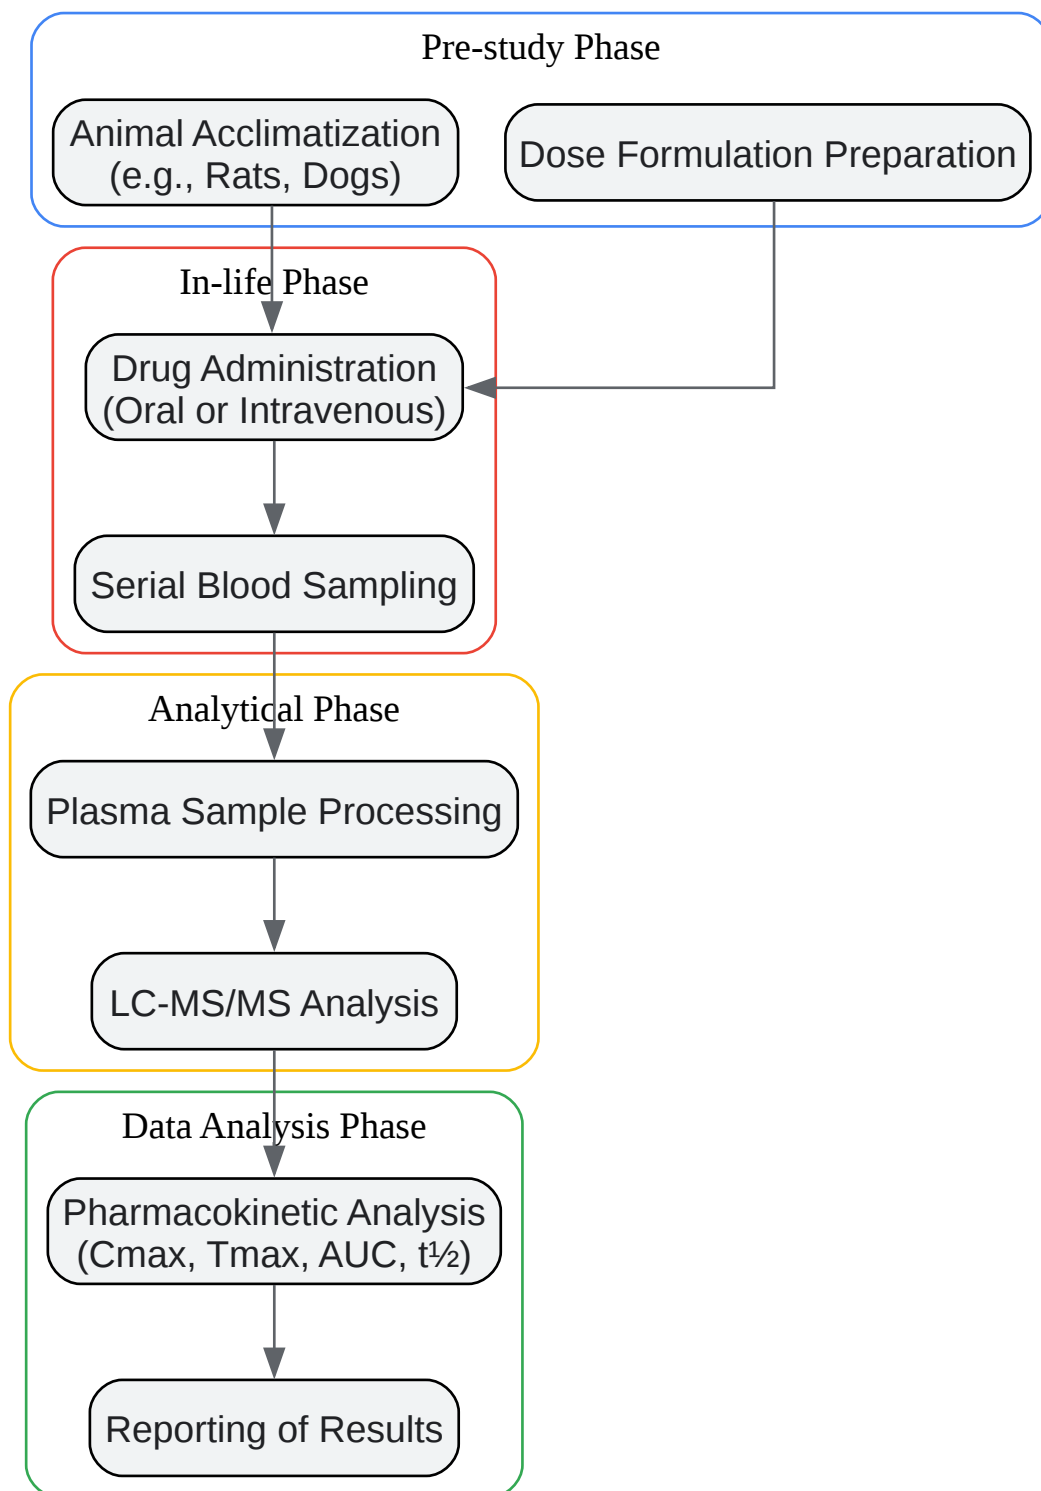 Pre-study Phase
Animal Acclimatization
(e.g., Rats, Dogs)
Dose Formulation Preparation
In-life Phase
Drug Administration
(Oral or Intravenous)
Serial Blood Sampling
Analytical Phase
Plasma Sample Processing
LC-MS/MS Analysis
Data Analysis Phase
Pharmacokinetic Analysis
(Cmax, Tmax, AUC, t½)
Reporting of Results